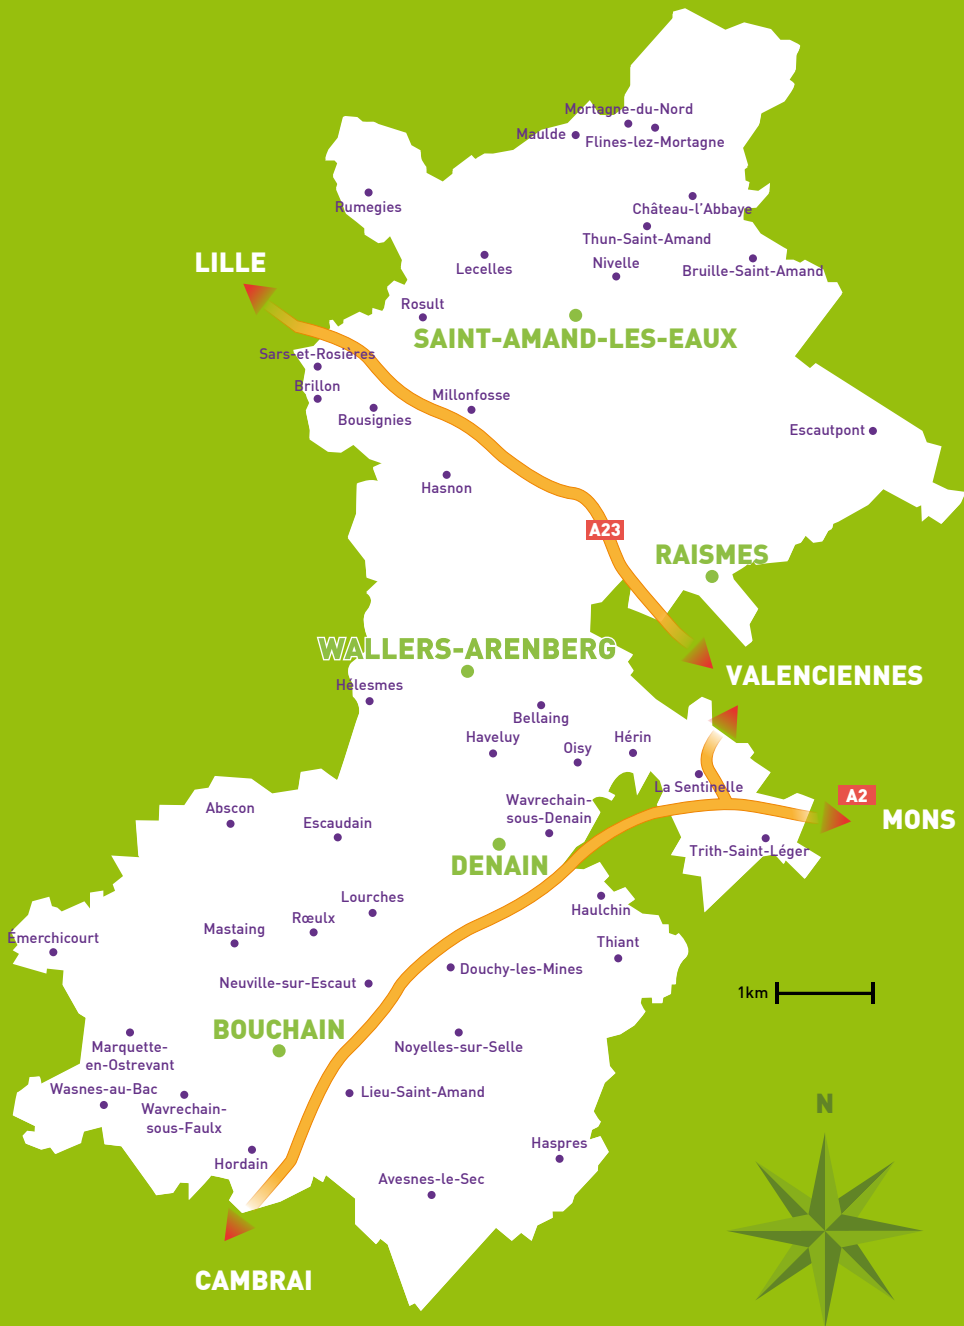 Mortagne-du-Nord
Maulde
Flines-lez-Mortagne
Rumegies
Château-l'Abbaye
Thun-Saint-Amand
LILLE
Lecelles
Nivelle
Bruille-Saint-Amand
Rosult
SAINT-AMAND-LES-EAUX
Sars-et-Rosières
Brillon
Millonfosse
Bousignies
Escautpont
Hasnon
A23
RAISMES
WALLERS-ARENBERG
VALENCIENNES
Hélesmes
Bellaing
Haveluy
Oisy
Hérin
La Sentinelle
A2
Abscon
Wavrechain-
sous-Denain
MONS
Escaudain
Trith-Saint-Léger
DENAIN
Lourches
Haulchin
Rœulx
Mastaing
Émerchicourt
Thiant
Douchy-les-Mines
Neuville-sur-Escaut
1km
BOUCHAIN
Marquette-
en-Ostrevant
Noyelles-sur-Selle
Wasnes-au-Bac
Lieu-Saint-Amand
Wavrechain-
sous-Faulx
N
Haspres
Hordain
Avesnes-le-Sec
CAMBRAI